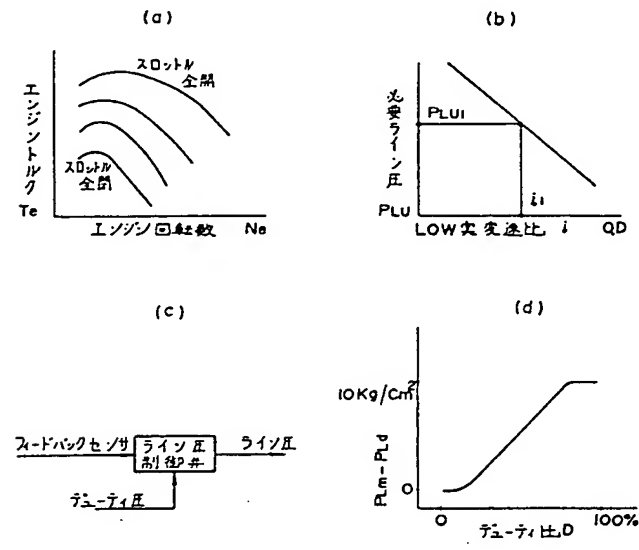 (a)
スロットル
全開
エンジントルク
スロットル
全閉
Te
エンジン回転数 Ne
(b)
必要ライン圧
PLU1
i1
PLU
LOW 実変速比 i OD
(c)
フィードバックセンサ
ライン圧
制御弁
ライン圧
デューティ圧
(d)
10Kg/Cm²
PLm-PLd
0
0 100%
デューティ比D